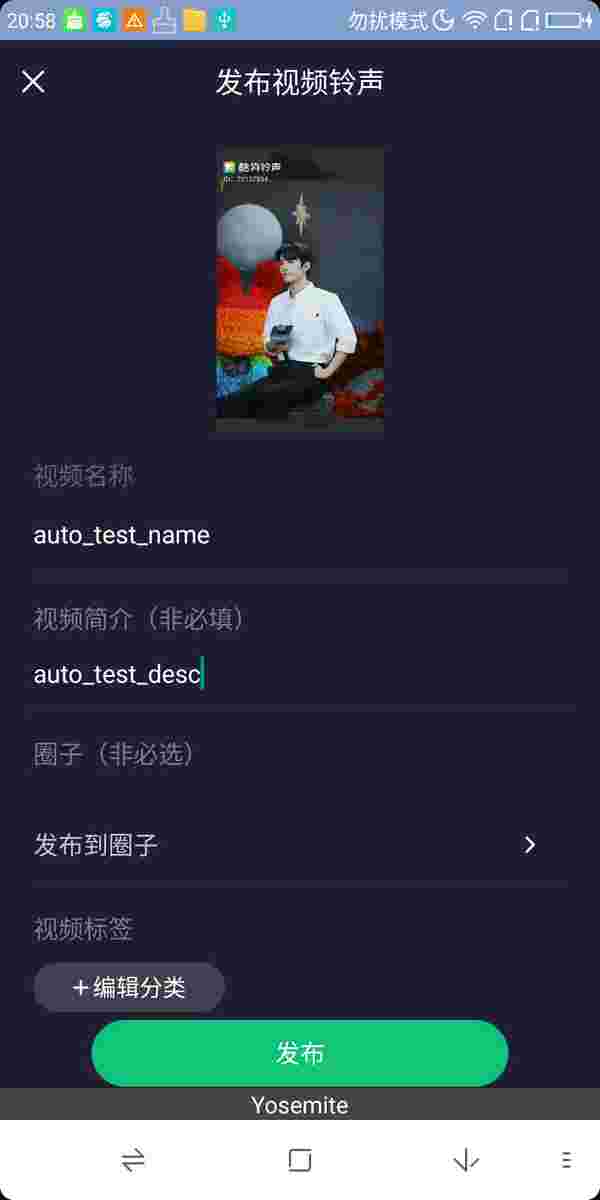 20:58 勿扰模式
发布视频铃声
酷狗铃声
视频名称
auto_test_name
视频简介（非必填）
auto_test_desc
圈子（非必选）
发布到圈子
视频标签
+编辑分类
发布
Yosemite